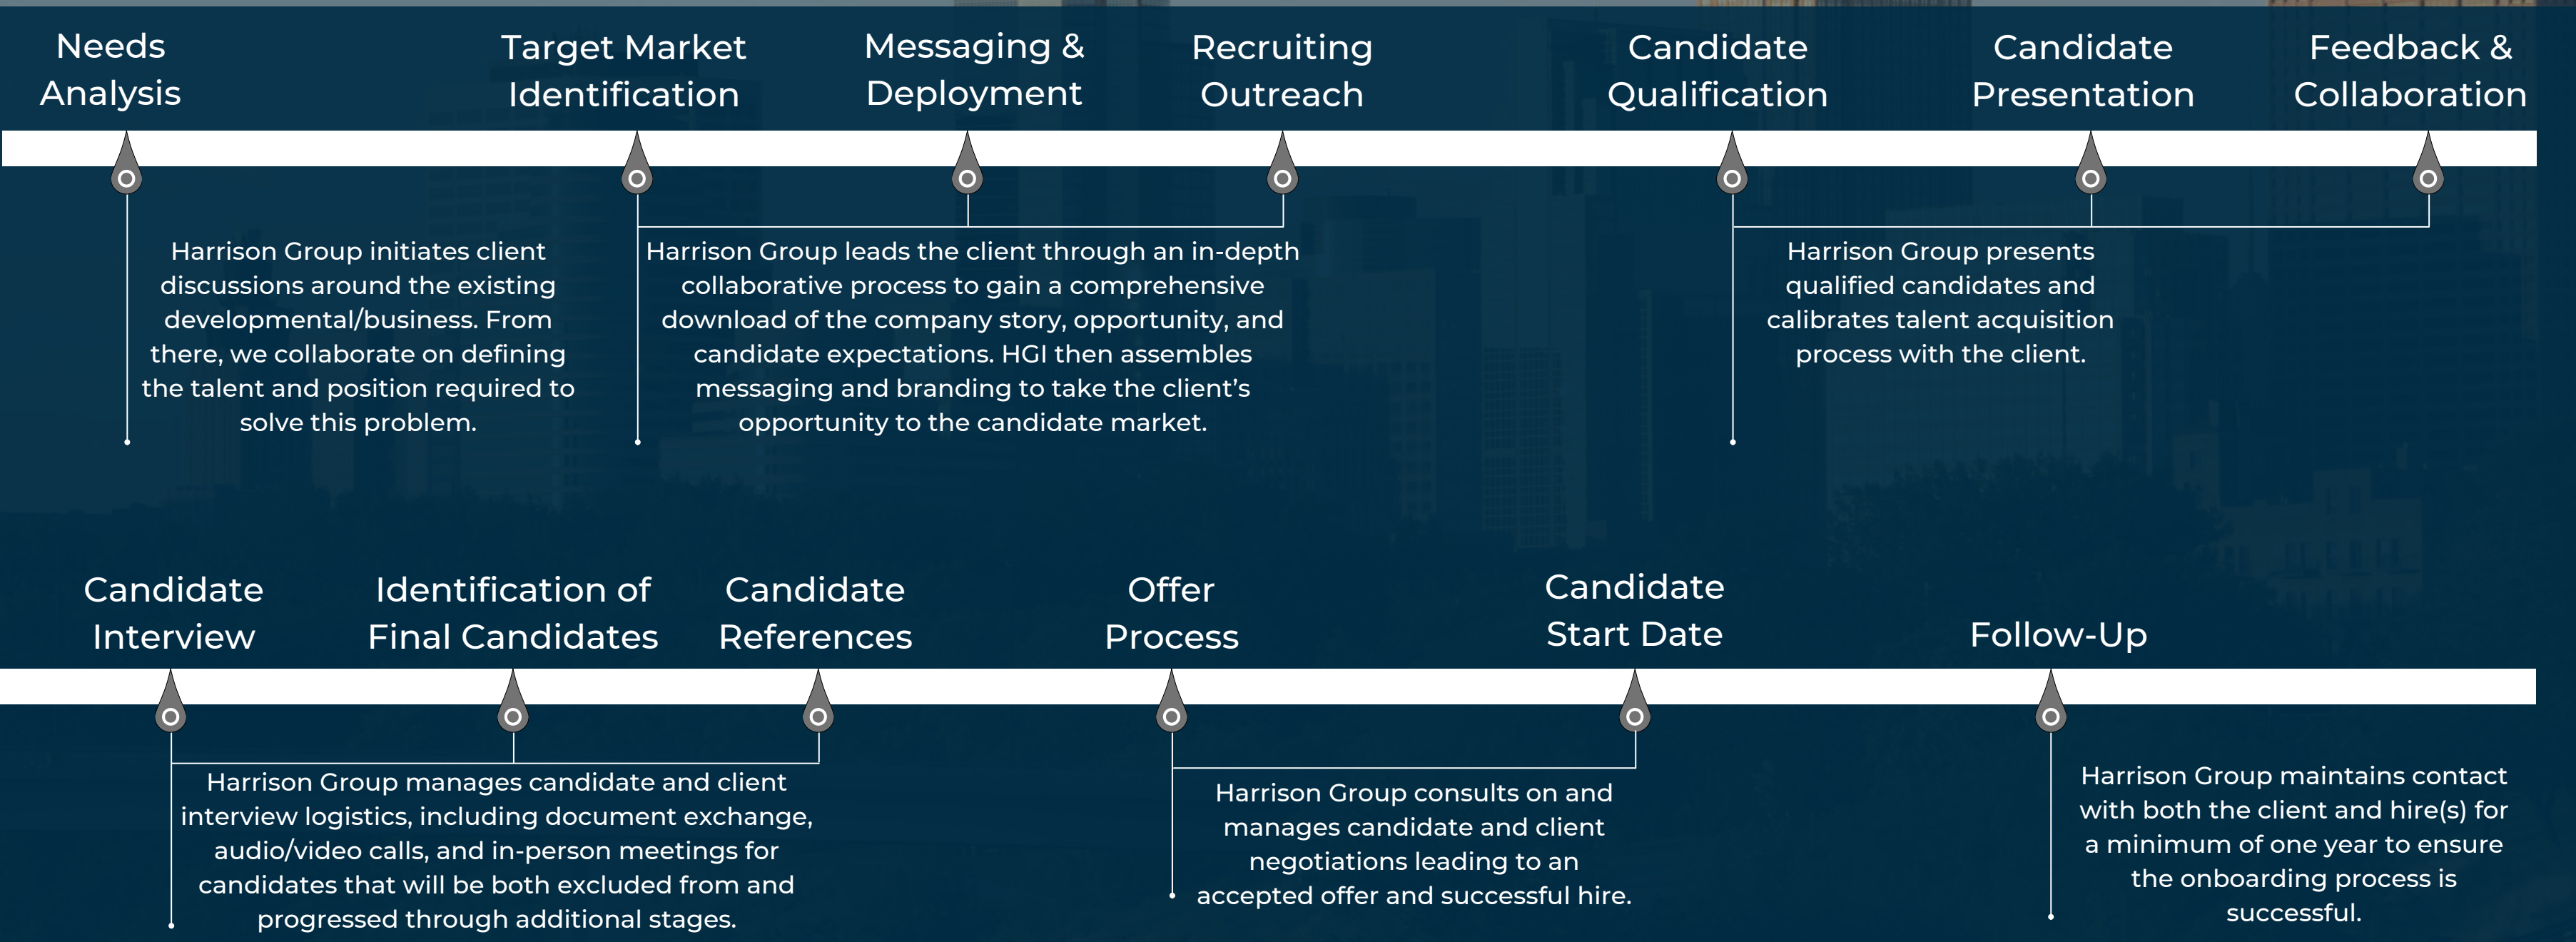 Needs
Analysis
Target Market
Identification
Messaging &
Deployment
Recruiting
Outreach
Candidate
Qualification
Candidate
Presentation
Feedback &
Collaboration
Harrison Group initiates client
discussions around the existing
developmental/business. From
there, we collaborate on defining
the talent and position required to
solve this problem.
Harrison Group leads the client through an in-depth
collaborative process to gain a comprehensive
download of the company story, opportunity, and
candidate expectations. HGI then assembles
messaging and branding to take the client's
opportunity to the candidate market.
Harrison Group presents
qualified candidates and
calibrates talent acquisition
process with the client.
Candidate
Interview
Identification of
Final Candidates
Candidate
References
Offer
Process
Candidate
Start Date
Follow-Up
Harrison Group manages candidate and client
interview logistics, including document exchange,
audio/video calls, and in-person meetings for
candidates that will be both excluded from and
progressed through additional stages.
Harrison Group consults on and
manages candidate and client
negotiations leading to an
accepted offer and successful hire.
Harrison Group maintains contact
with both the client and hire(s) for
a minimum of one year to ensure
the onboarding process is
successful.